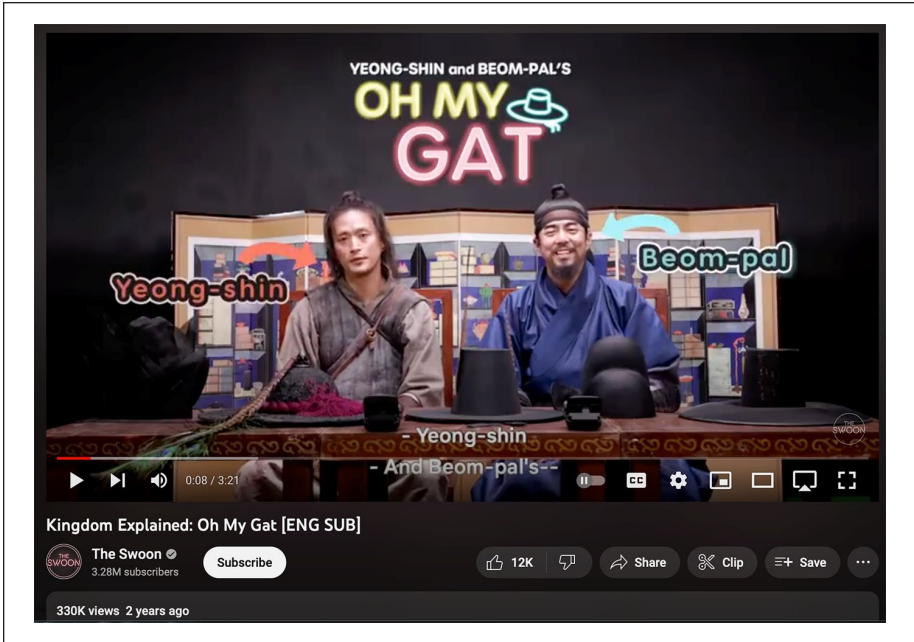 YEONG-SHIN and BEOM-PAL'S
OH MY
GAT
Yeong-shin
Beom-pal
THE
SWOON
- Yeong-shin
- And Beom-pal's--
0:08 / 3:21
CC
Kingdom Explained: Oh My Gat [ENG SUB]
THE
SWOON
The Swoon
3.28M subscribers
Subscribe
12K
Share
Clip
Save
330K views 2 years ago